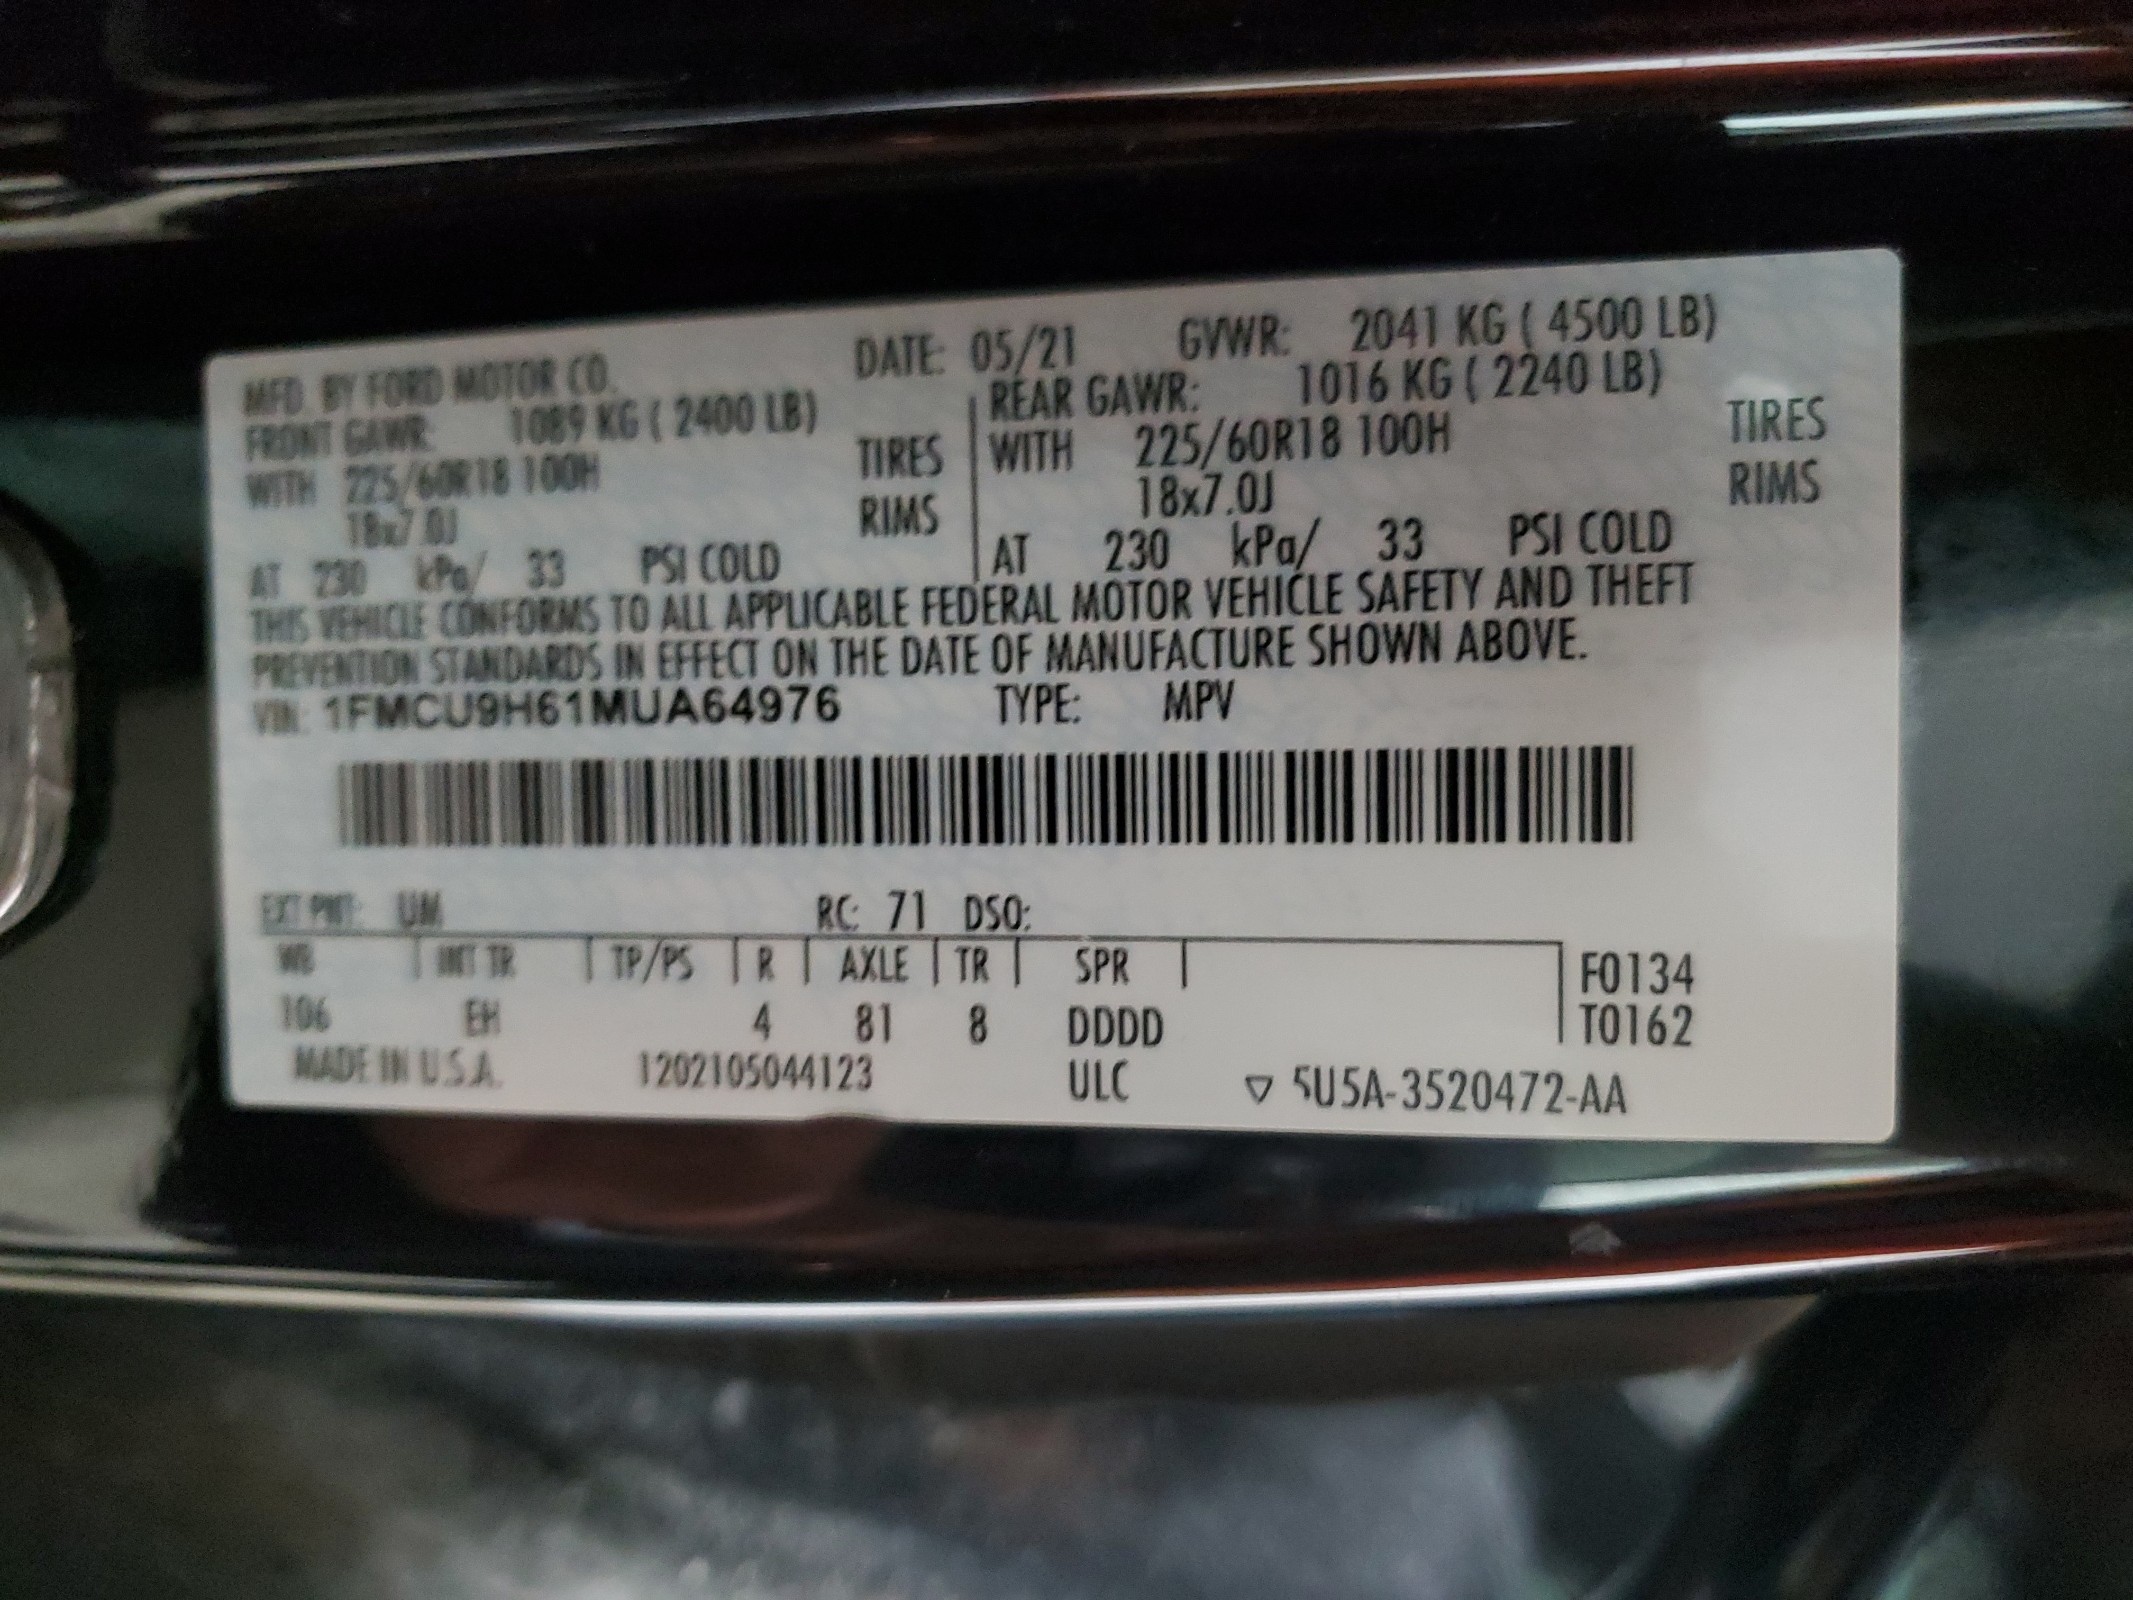 MFD. BY FORD MOTOR CO. DATE: 05/21 GVWR: 2041 KG ( 4500 LB)
FRONT GAWR: 1089 KG ( 2400 LB) REAR GAWR: 1016 KG ( 2240 LB)
WITH 225/60R18 100H TIRES WITH 225/60R18 100H TIRES
18x7.0J RIMS 18x7.0J RIMS
AT 230 kPa/ 33 PSI COLD AT 230 kPa/ 33 PSI COLD
THIS VEHICLE CONFORMS TO ALL APPLICABLE FEDERAL MOTOR VEHICLE SAFETY AND THEFT
PREVENTION STANDARDS IN EFFECT ON THE DATE OF MANUFACTURE SHOWN ABOVE.
VIN: 1FMCU9H61MUA64976 TYPE: MPV
EXT PNT: UM RC: 71 DSO:
WB INT TR TP/PS R AXLE TR SPR F0134
106 EH 4 81 8 DDDD T0162
MADE IN U.S.A. 1202105044123 ULC ▽ 5U5A-3520472-AA